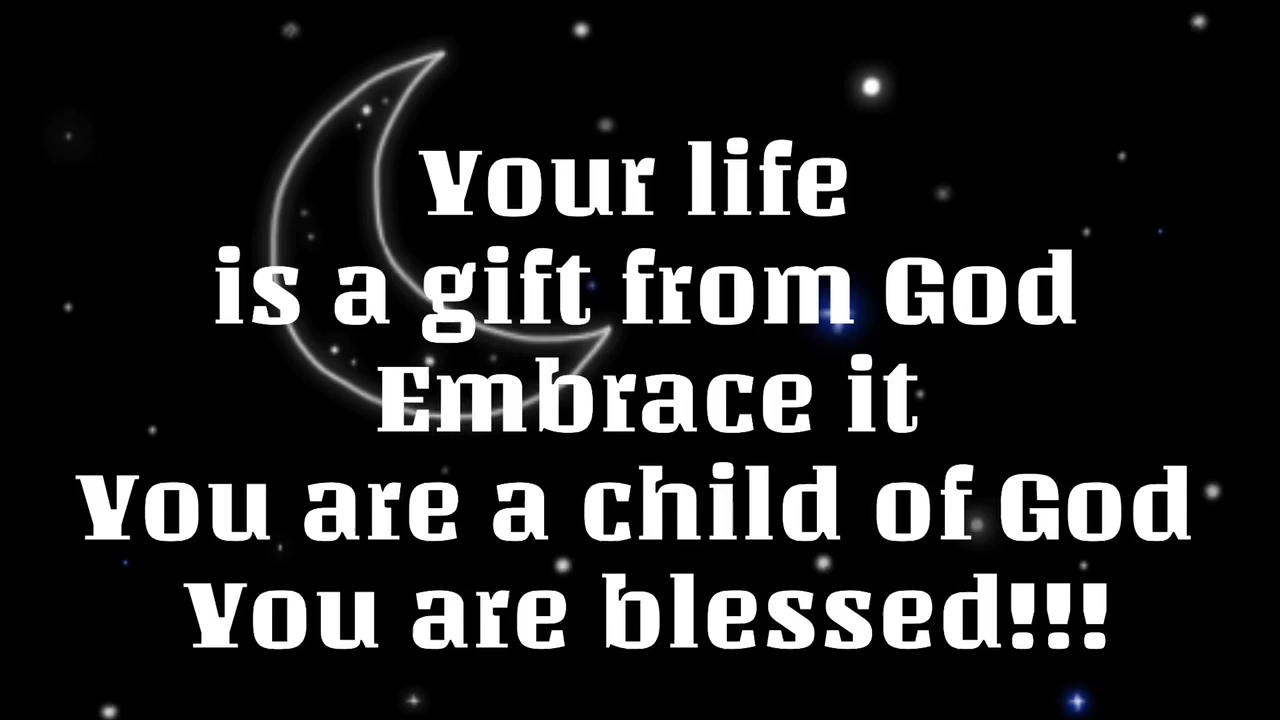 Your life
is a gift from God
Embrace it
You are a child of God
You are blessed!!!